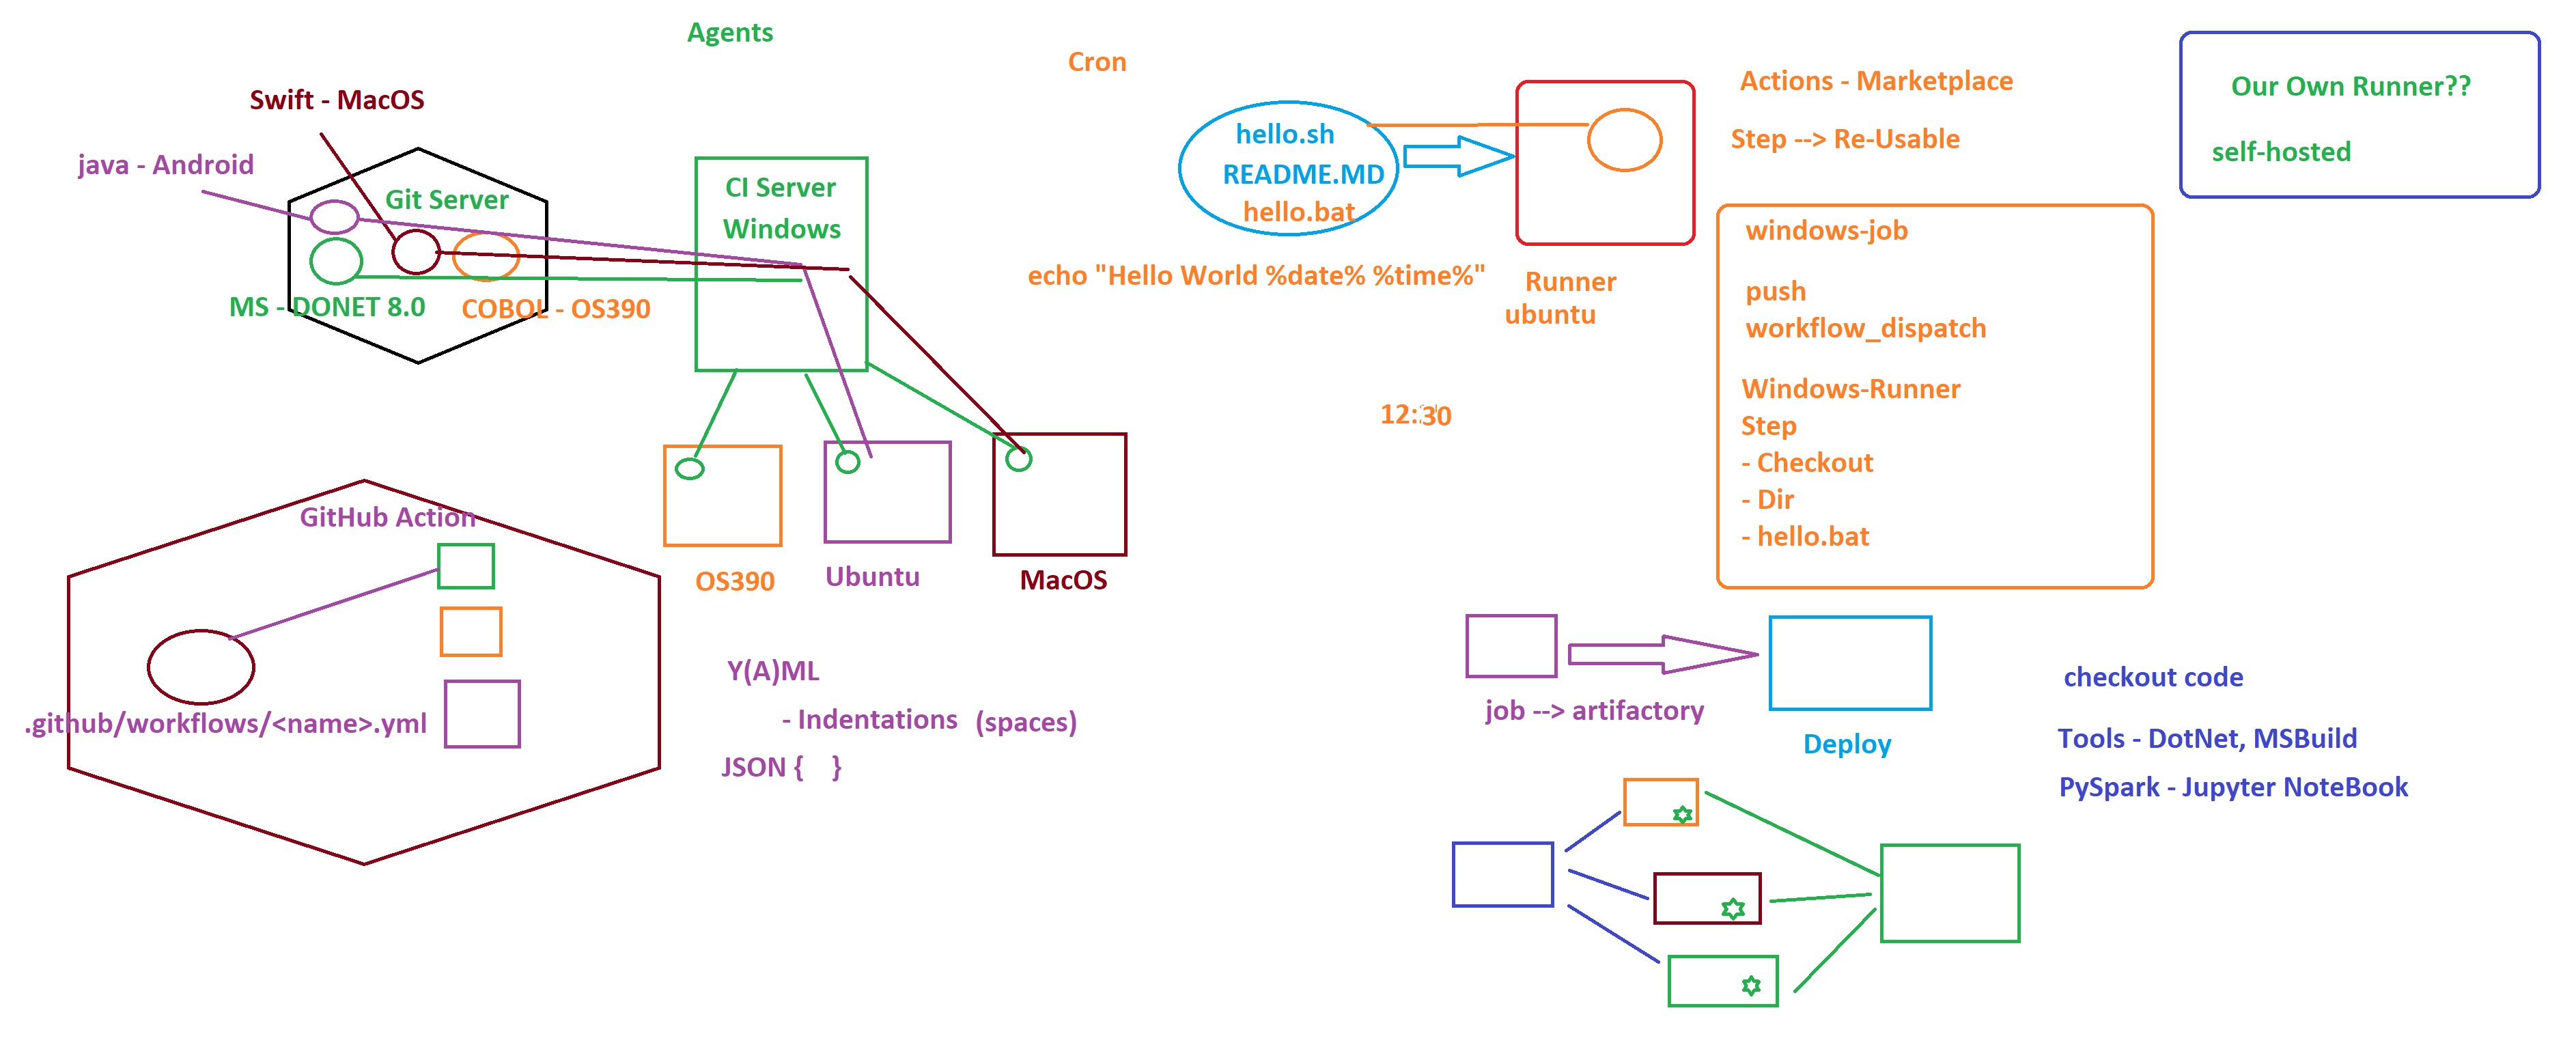 Agents
Swift - MacOS
java - Android
Git Server
MS - DONET 8.0
COBOL - OS390
CI Server
Windows
OS390
Ubuntu
MacOS
GitHub Action
.github/workflows/<name>.yml
Y(A)ML
- Indentations (spaces)
JSON { }
Cron
hello.sh
README.MD
hello.bat
echo "Hello World %date% %time%"
Runner
ubuntu
12:30
Actions - Marketplace
Step --> Re-Usable
windows-job
push
workflow_dispatch
Windows-Runner
Step
- Checkout
- Dir
- hello.bat
Our Own Runner??
self-hosted
job --> artifactory
Deploy
checkout code
Tools - DotNet, MSBuild
PySpark - Jupyter NoteBook